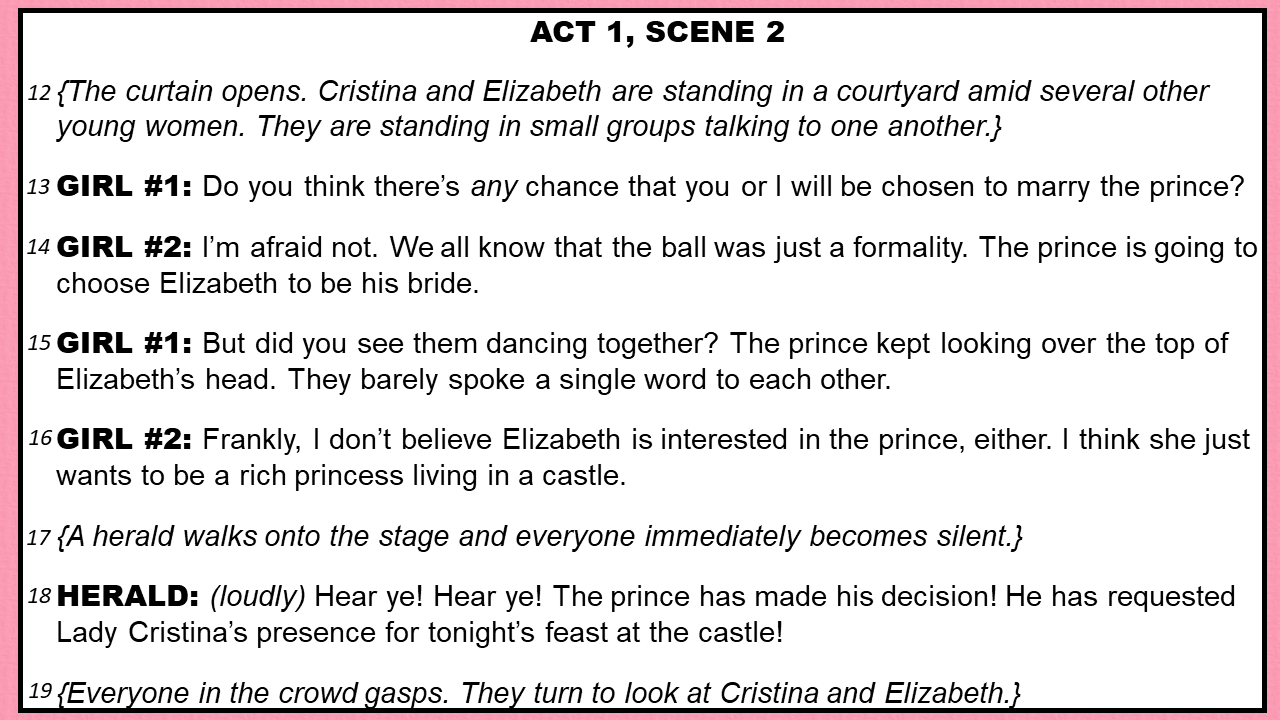 ACT 1, SCENE 2
12 {The curtain opens. Cristina and Elizabeth are standing in a courtyard amid several other
young women. They are standing in small groups talking to one another.}
13 GIRL #1: Do you think there’s any chance that you or I will be chosen to marry the prince?
14 GIRL #2: I’m afraid not. We all know that the ball was just a formality. The prince is going to
choose Elizabeth to be his bride.
15 GIRL #1: But did you see them dancing together? The prince kept looking over the top of
Elizabeth’s head. They barely spoke a single word to each other.
16 GIRL #2: Frankly, I don’t believe Elizabeth is interested in the prince, either. I think she just
wants to be a rich princess living in a castle.
17 {A herald walks onto the stage and everyone immediately becomes silent.}
18 HERALD: (loudly) Hear ye! Hear ye! The prince has made his decision! He has requested
Lady Cristina’s presence for tonight’s feast at the castle!
19 {Everyone in the crowd gasps. They turn to look at Cristina and Elizabeth.}